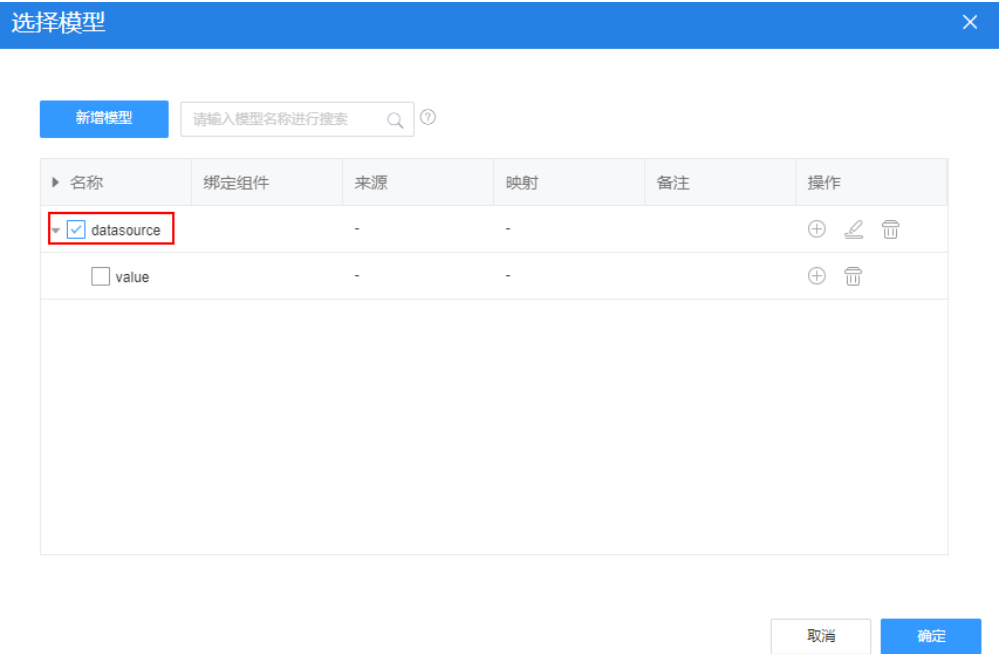 选择模型
新增模型 请输入模型名称进行搜索
名称 绑定组件 来源 映射 备注 操作
datasource - -
value - -
取消 确定